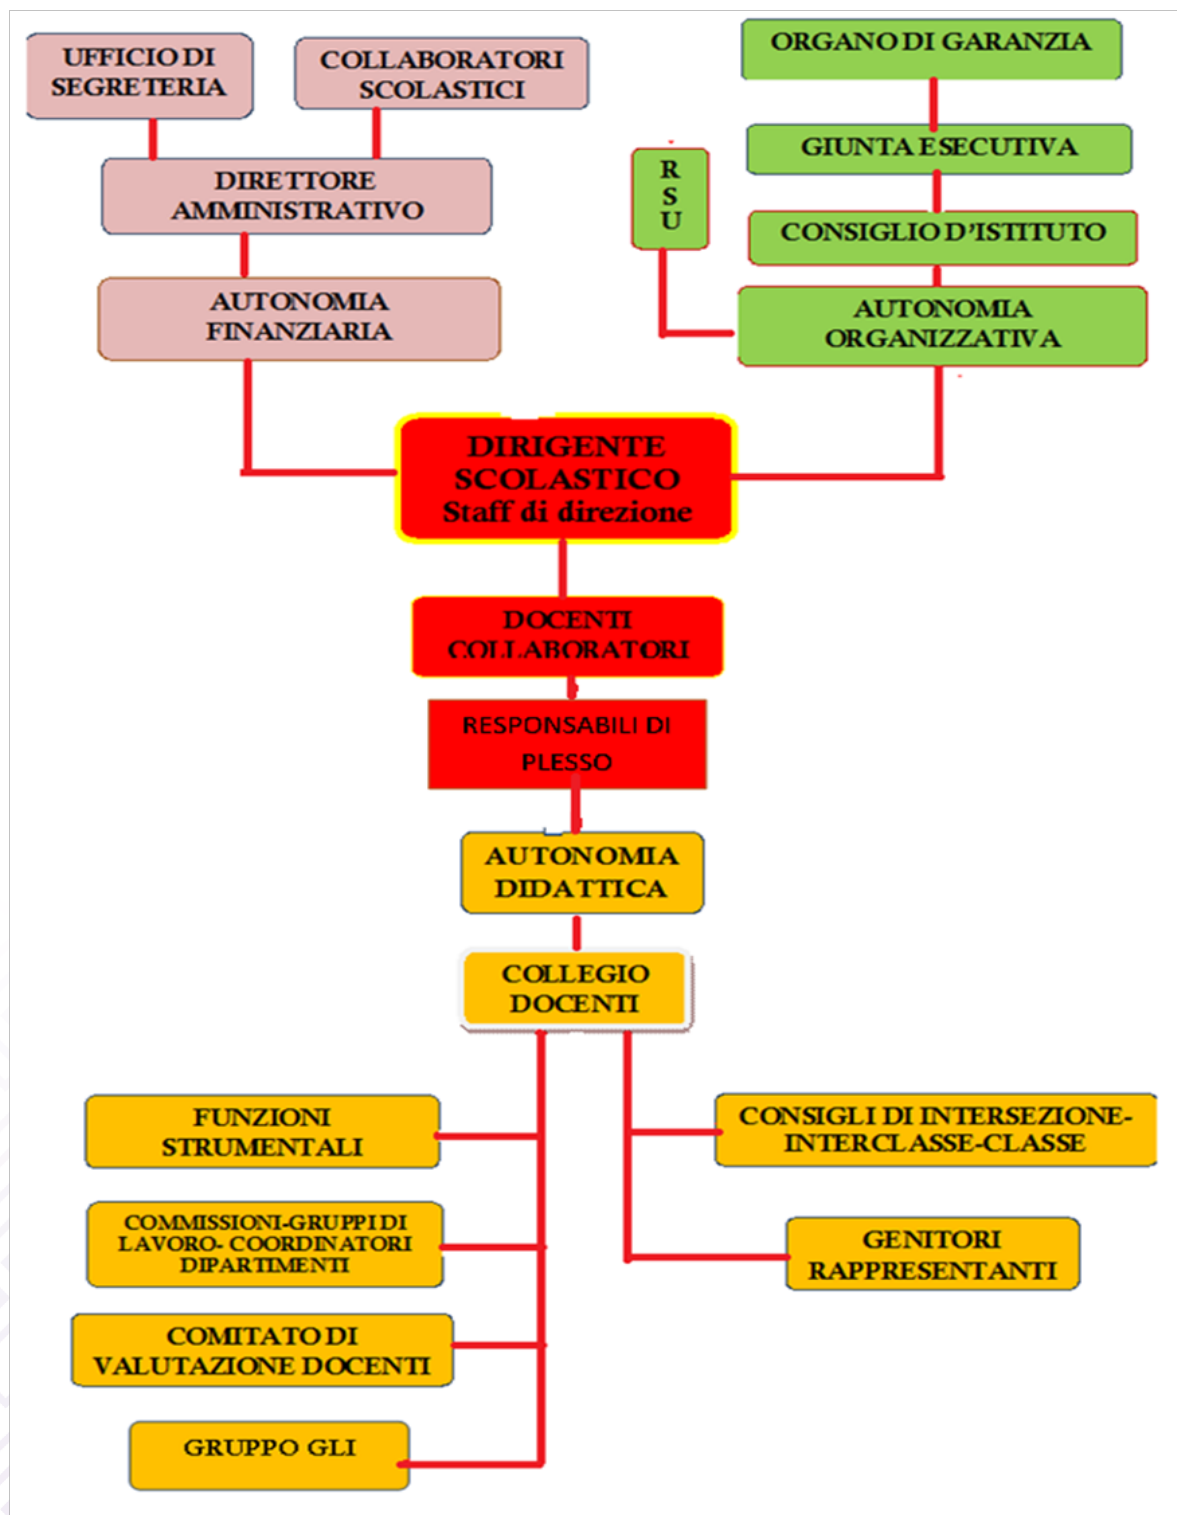 UFFICIO DI
SEGRETERIA
COLLABORATORI
SCOLASTICI
ORGANO DI GARANZIA
GIUNTA ESECUTIVA
R
S
U
DIRETTORE
AMMINISTRATIVO
CONSIGLIO D'ISTITUTO
AUTONOMIA
FINANZIARIA
AUTONOMIA
ORGANIZZATIVA
DIRIGENTE
SCOLASTICO
Staff di direzione
DOCENTI
COLLABORATORI
RESPONSABILI DI
PLESSO
AUTONOMIA
DIDATTICA
COLLEGIO
DOCENTI
FUNZIONI
STRUMENTALI
COMMISSIONI-GRUPPI DI
LAVORO- COORDINATORI
DIPARTIMENTI
COMITATO DI
VALUTAZIONE DOCENTI
GRUPPO GLI
CONSIGLI DI INTERSEZIONE-
INTERCLASSE-CLASSE
GENITORI
RAPPRESENTANTI